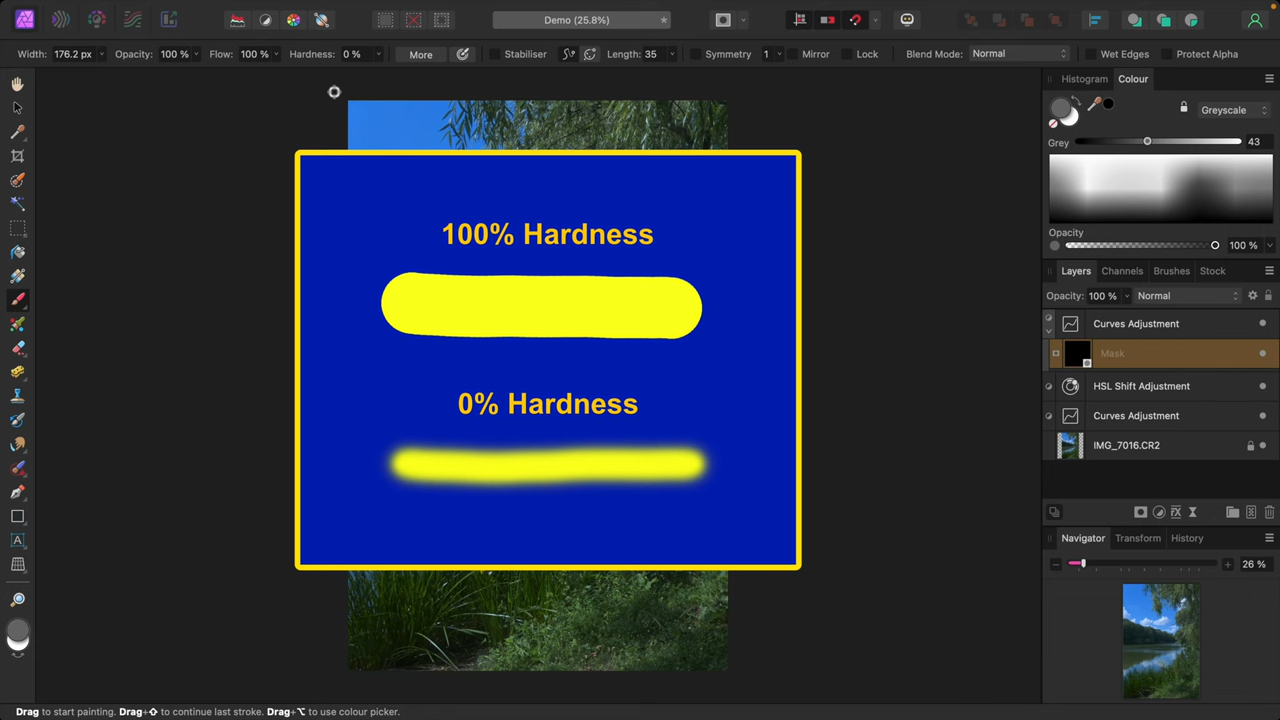 Demo (25.8%)
Width: 176.2 px Opacity: 100 % Flow: 100 % Hardness: 0 % More Stabiliser Length: 35 Symmetry 1 Mirror Lock Blend Mode: Normal Wet Edges Protect Alpha
Histogram Colour
Greyscale
Grey 43
Opacity
100 %
Layers Channels Brushes Stock
Opacity: 100 % Normal
Curves Adjustment
Mask
HSL Shift Adjustment
Curves Adjustment
IMG_7016.CR2
Navigator Transform History
26 %
100% Hardness
0% Hardness
A
Drag to start painting. Drag+⇧ to continue last stroke. Drag+⌥ to use colour picker.